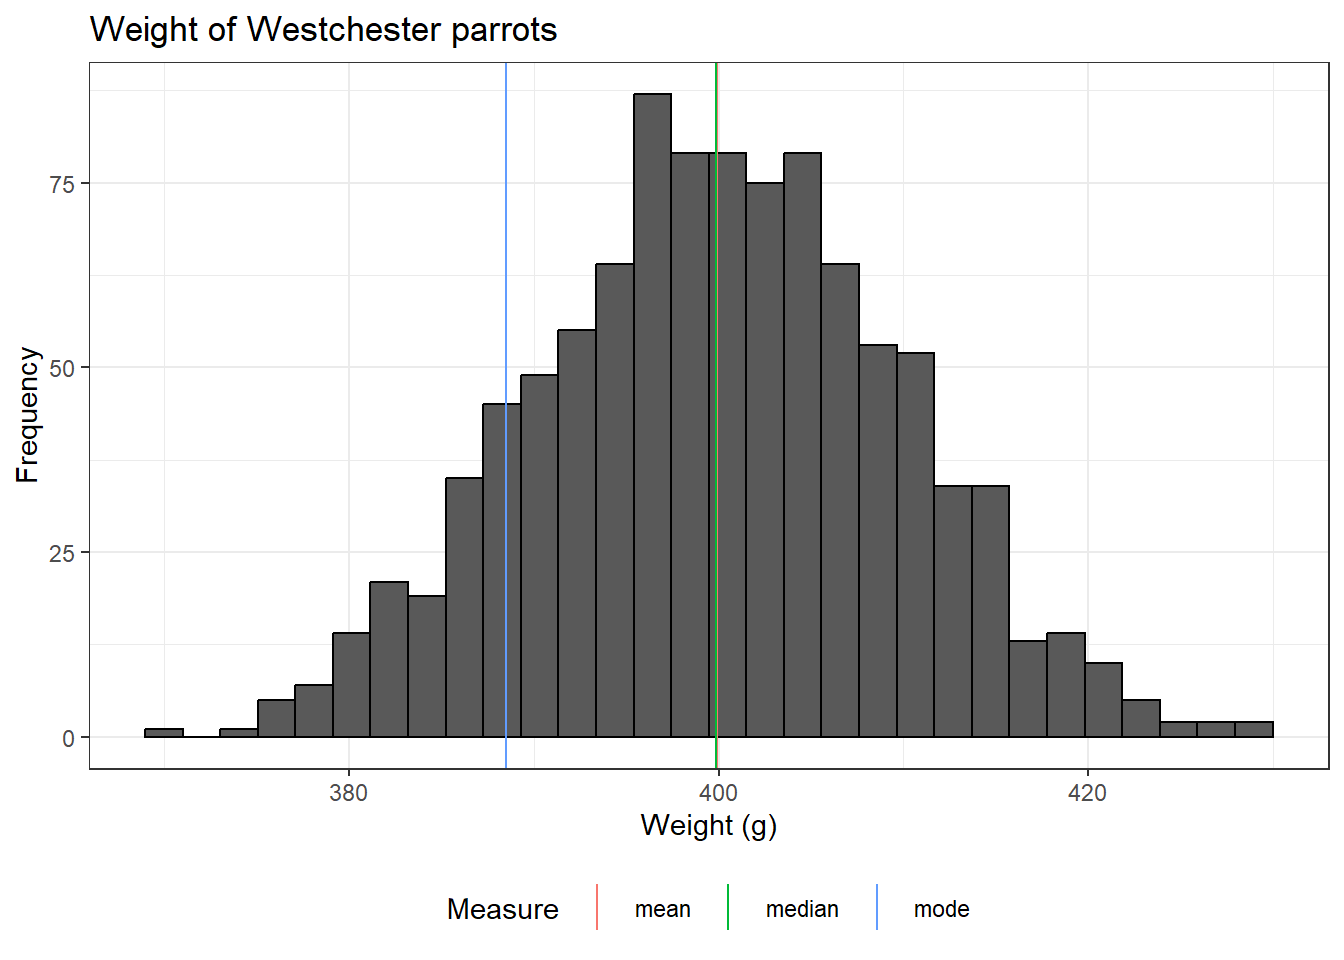 Weight of Westchester parrots
75
50
25
0
Frequency
380 400 420
Weight (g)
Measure mean median mode